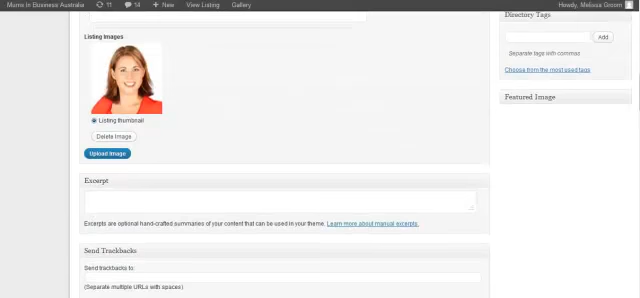 Mums In Business Australia 11 14 + New View Listing Gallery Howdy, Melissa Groom
Directory Tags
Add
Separate tags with commas
Choose from the most used tags
Featured Image
Listing Images
Listing thumbnail
Delete Image
Upload Image
Excerpt
Excerpts are optional hand-crafted summaries of your content that can be used in your theme. Learn more about manual excerpts.
Send Trackbacks
Send trackbacks to:
(Separate multiple URLs with spaces)